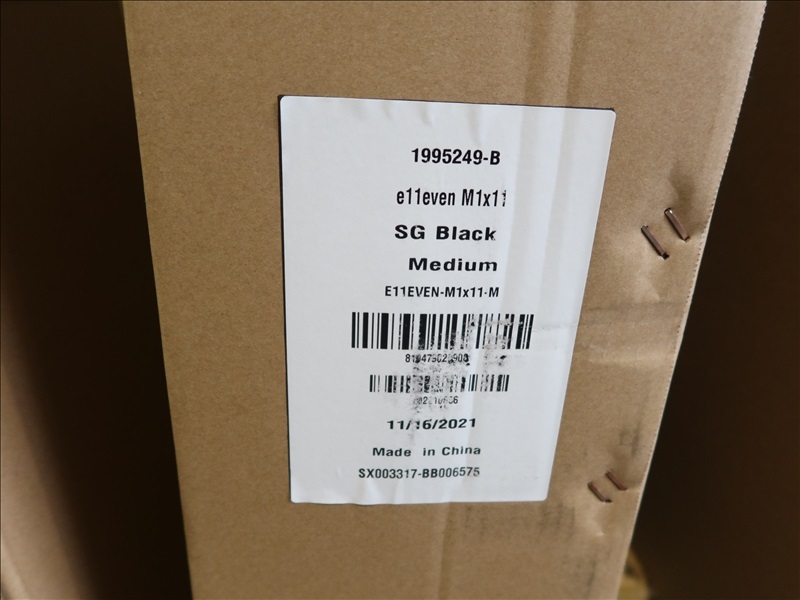 1995249-B
e11even M1x11
SG Black
Medium
E11EVEN-M1x11-M
11/16/2021
Made in China
SX003317-BB006575